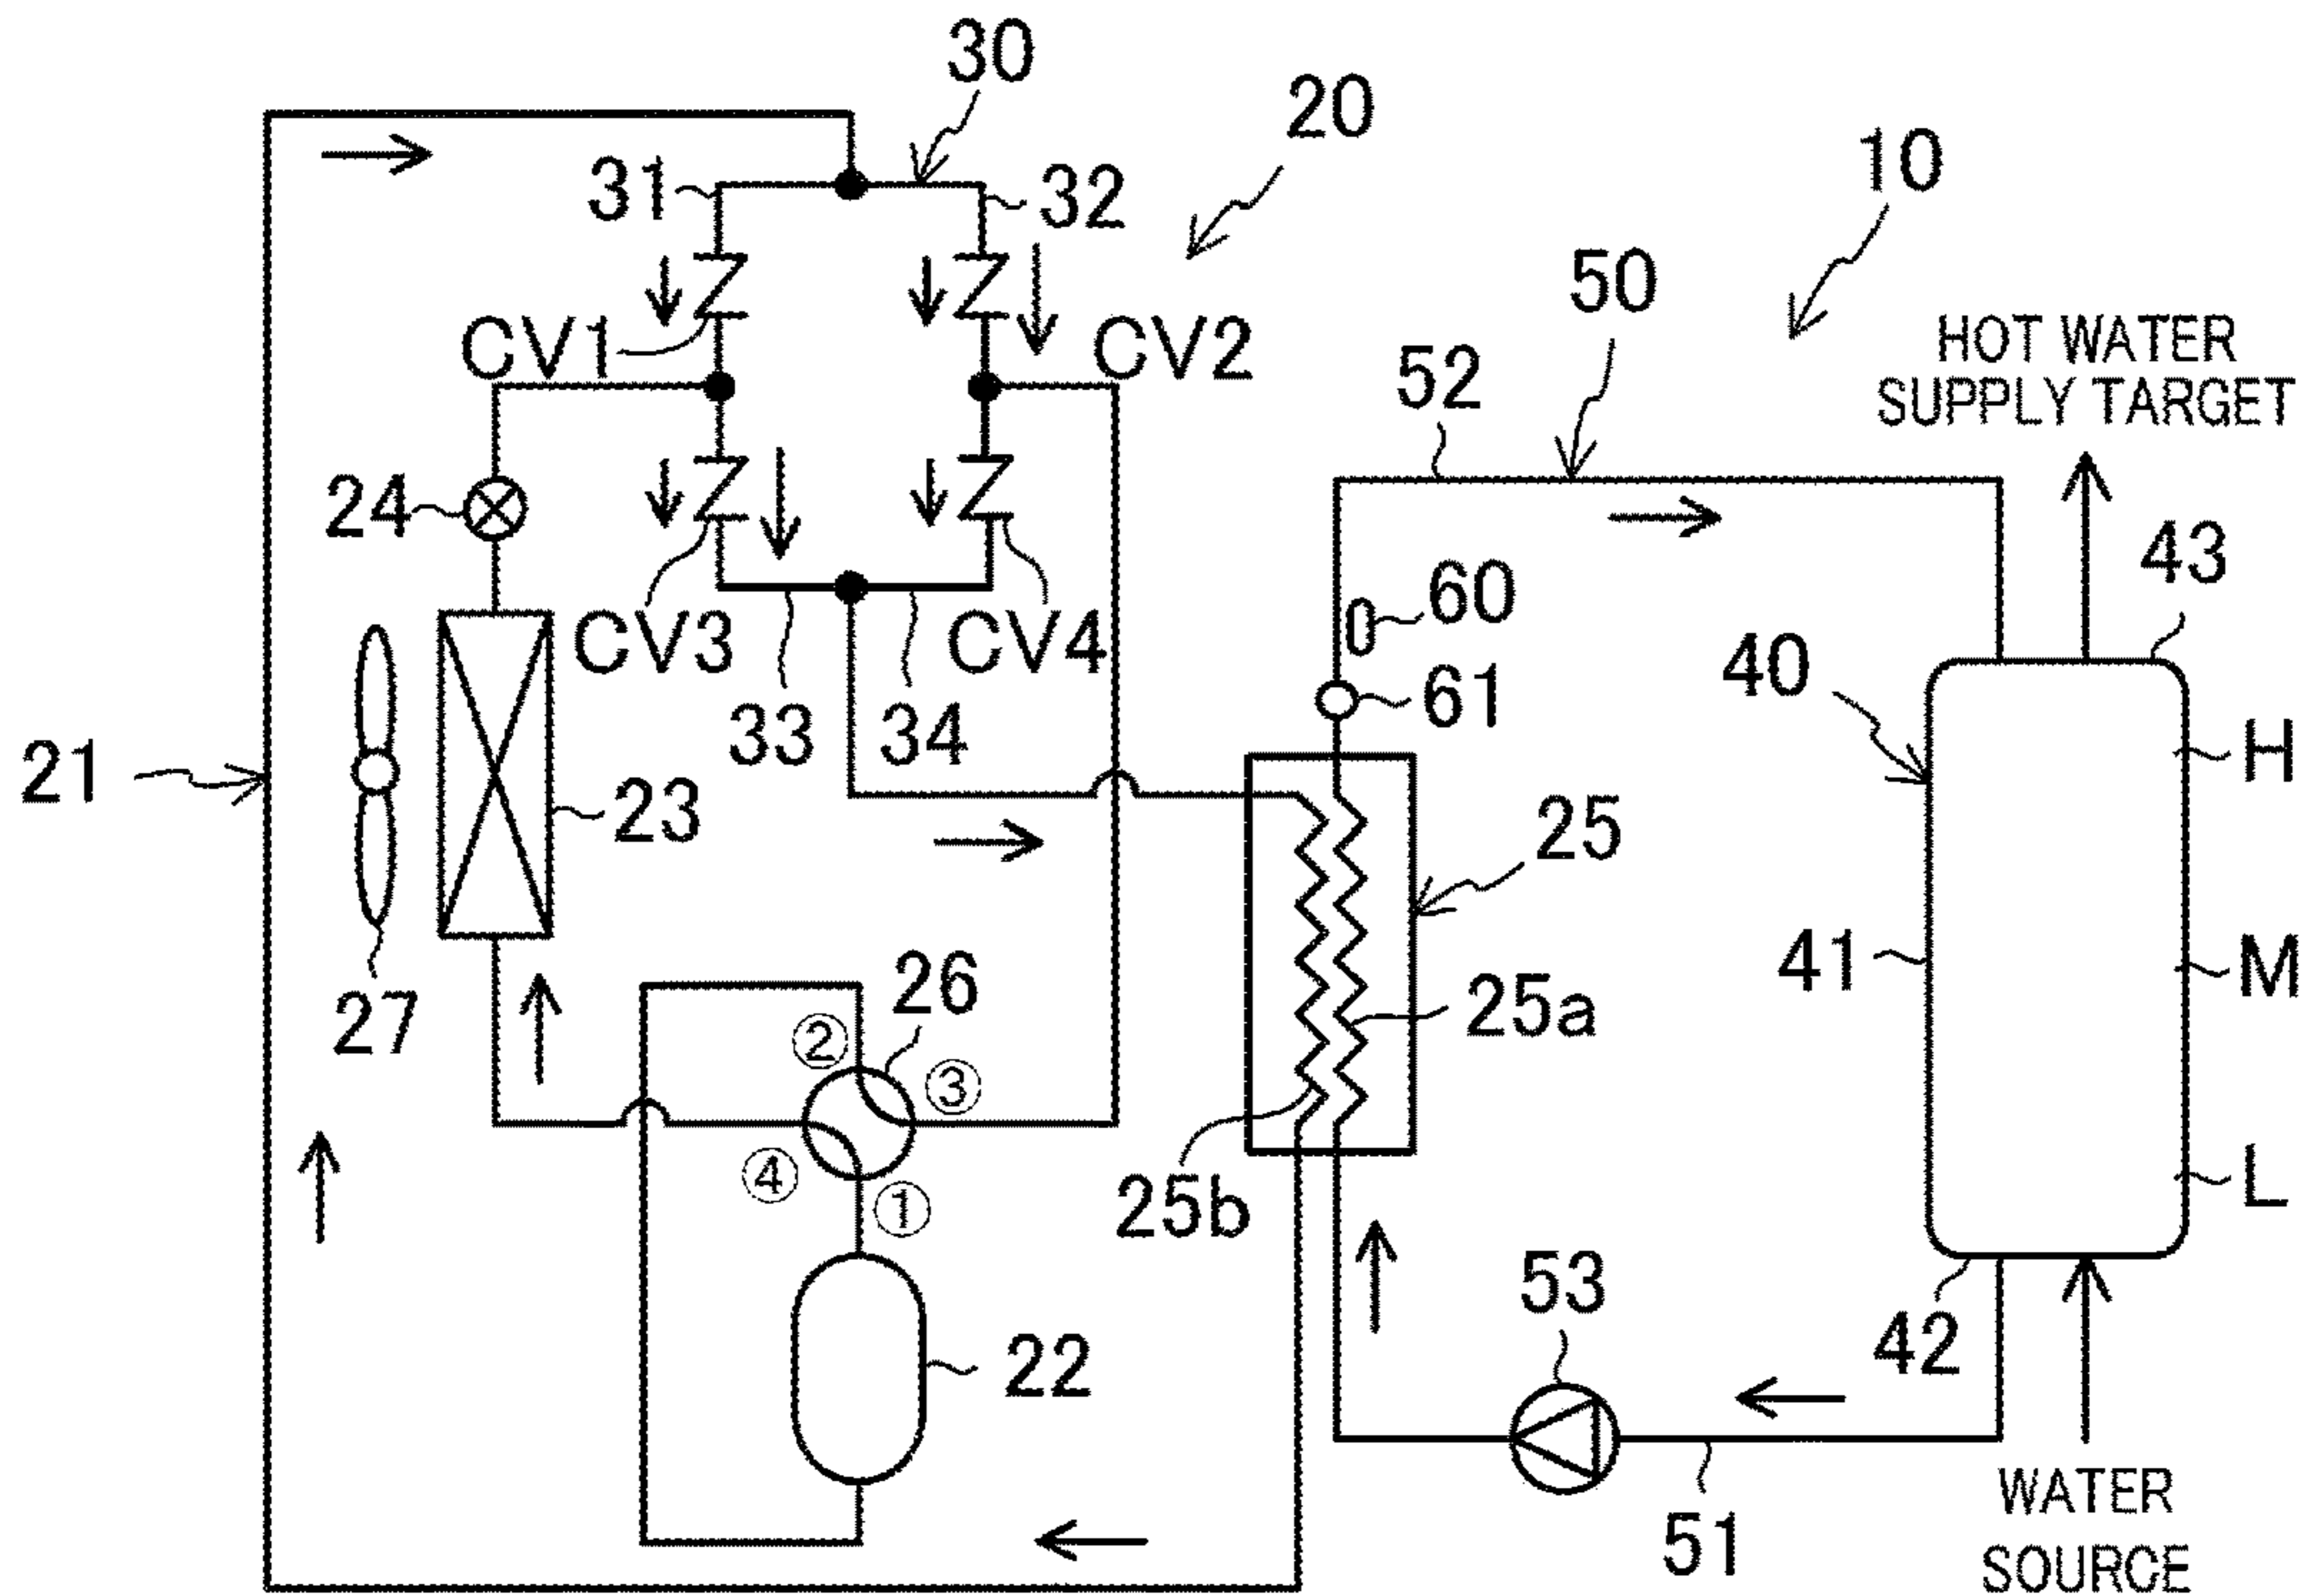 30
20
10
31
32
50
CV1
CV2
HOT WATER
SUPPLY TARGET
52
24
43
60
CV3
CV4
40
61
33
34
H
21
23
25
41
M
26
25a
27
②
③
④
①
25b
L
53
42
22
51
WATER
SOURCE